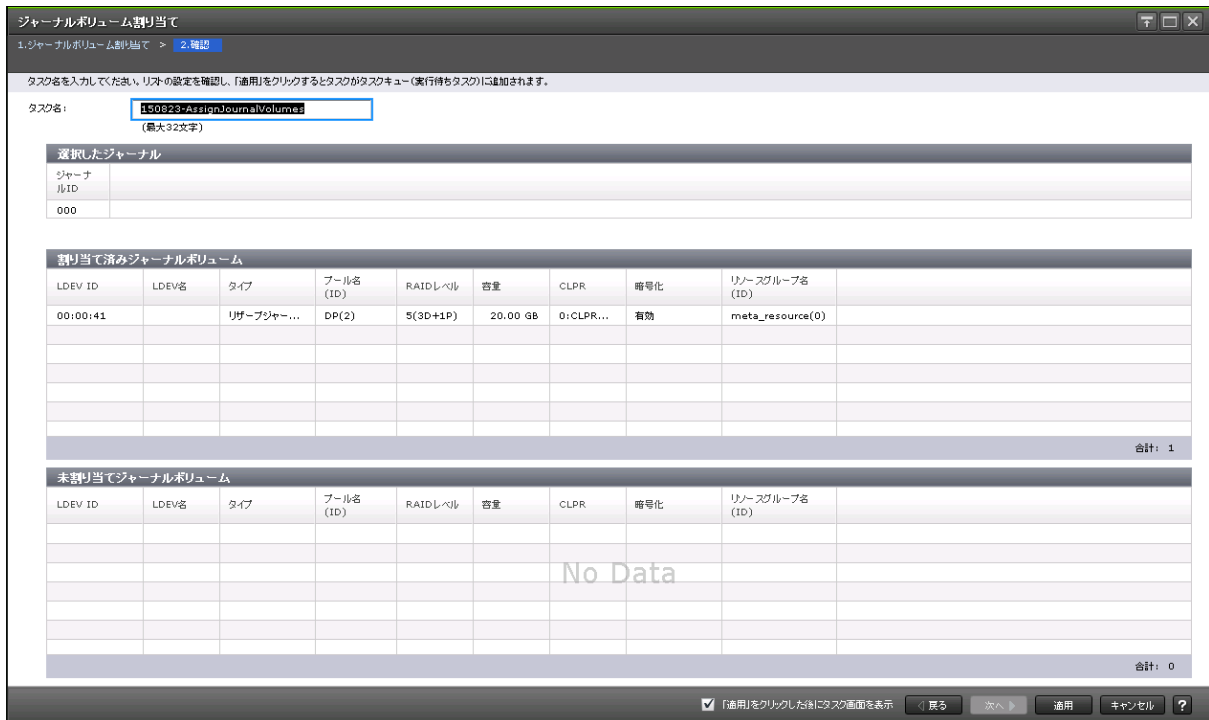 ジャーナルボリューム割り当て
1.ジャーナルボリューム割り当て > 2.確認
タスク名を入力してください。リストの設定を確認し、「適用」をクリックするとタスクがタスクキュー(実行待ちタスク)に追加されます。
タスク名: 150823-AssignJournalVolumes
(最大32文字)
選択したジャーナル
ジャーナ
ルID
000
割り当て済みジャーナルボリューム
LDEV ID LDEV名 タイプ プール名 RAIDレベル 容量 CLPR 暗号化 リソースグループ名
(ID) (ID)
00:00:41 リザーブジャー... DP(2) 5(3D+1P) 20.00 GB 0:CLPR... 有効 meta_resource(0)
合計: 1
未割り当てジャーナルボリューム
LDEV ID LDEV名 タイプ プール名 RAIDレベル 容量 CLPR 暗号化 リソースグループ名
(ID) (ID)
No Data
合計: 0
「適用」をクリックした後にタスク画面を表示 戻る 次へ 適用 キャンセル ?